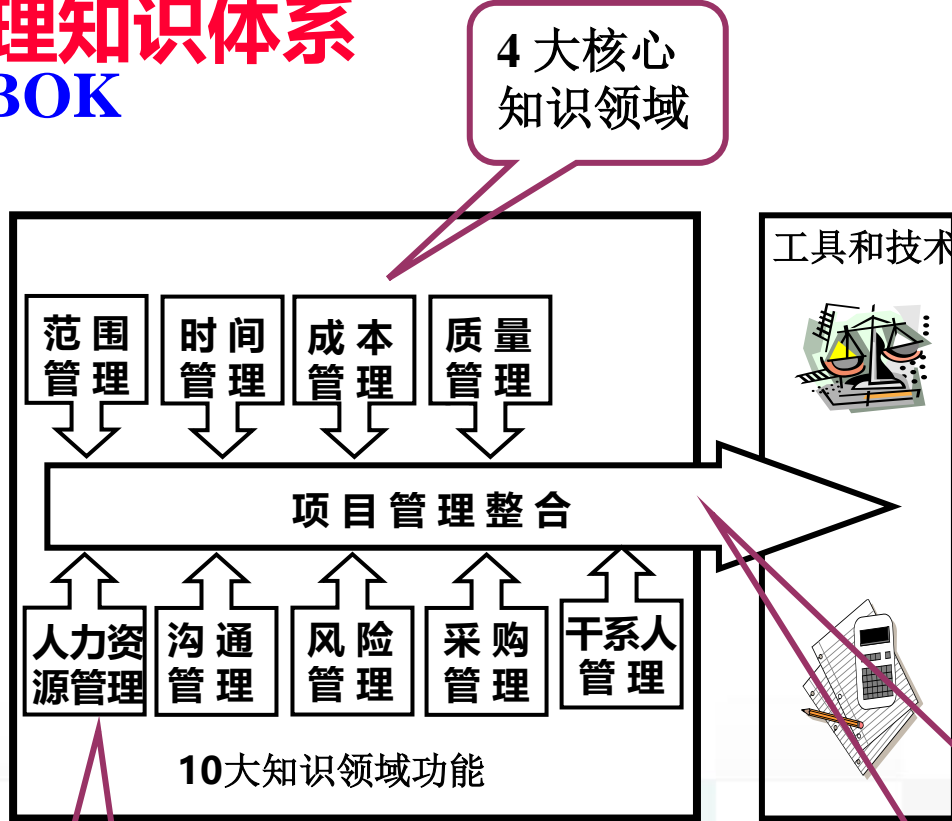 理知识体系
BOK
4 大核心
知识领域
工具和技术
范 围
管 理
时 间
管 理
成 本
管 理
质 量
管 理
项 目 管 理 整 合
人力资
源管理
沟 通
管 理
风 险
管 理
采 购
管 理
干系人
管 理
10大知识领域功能